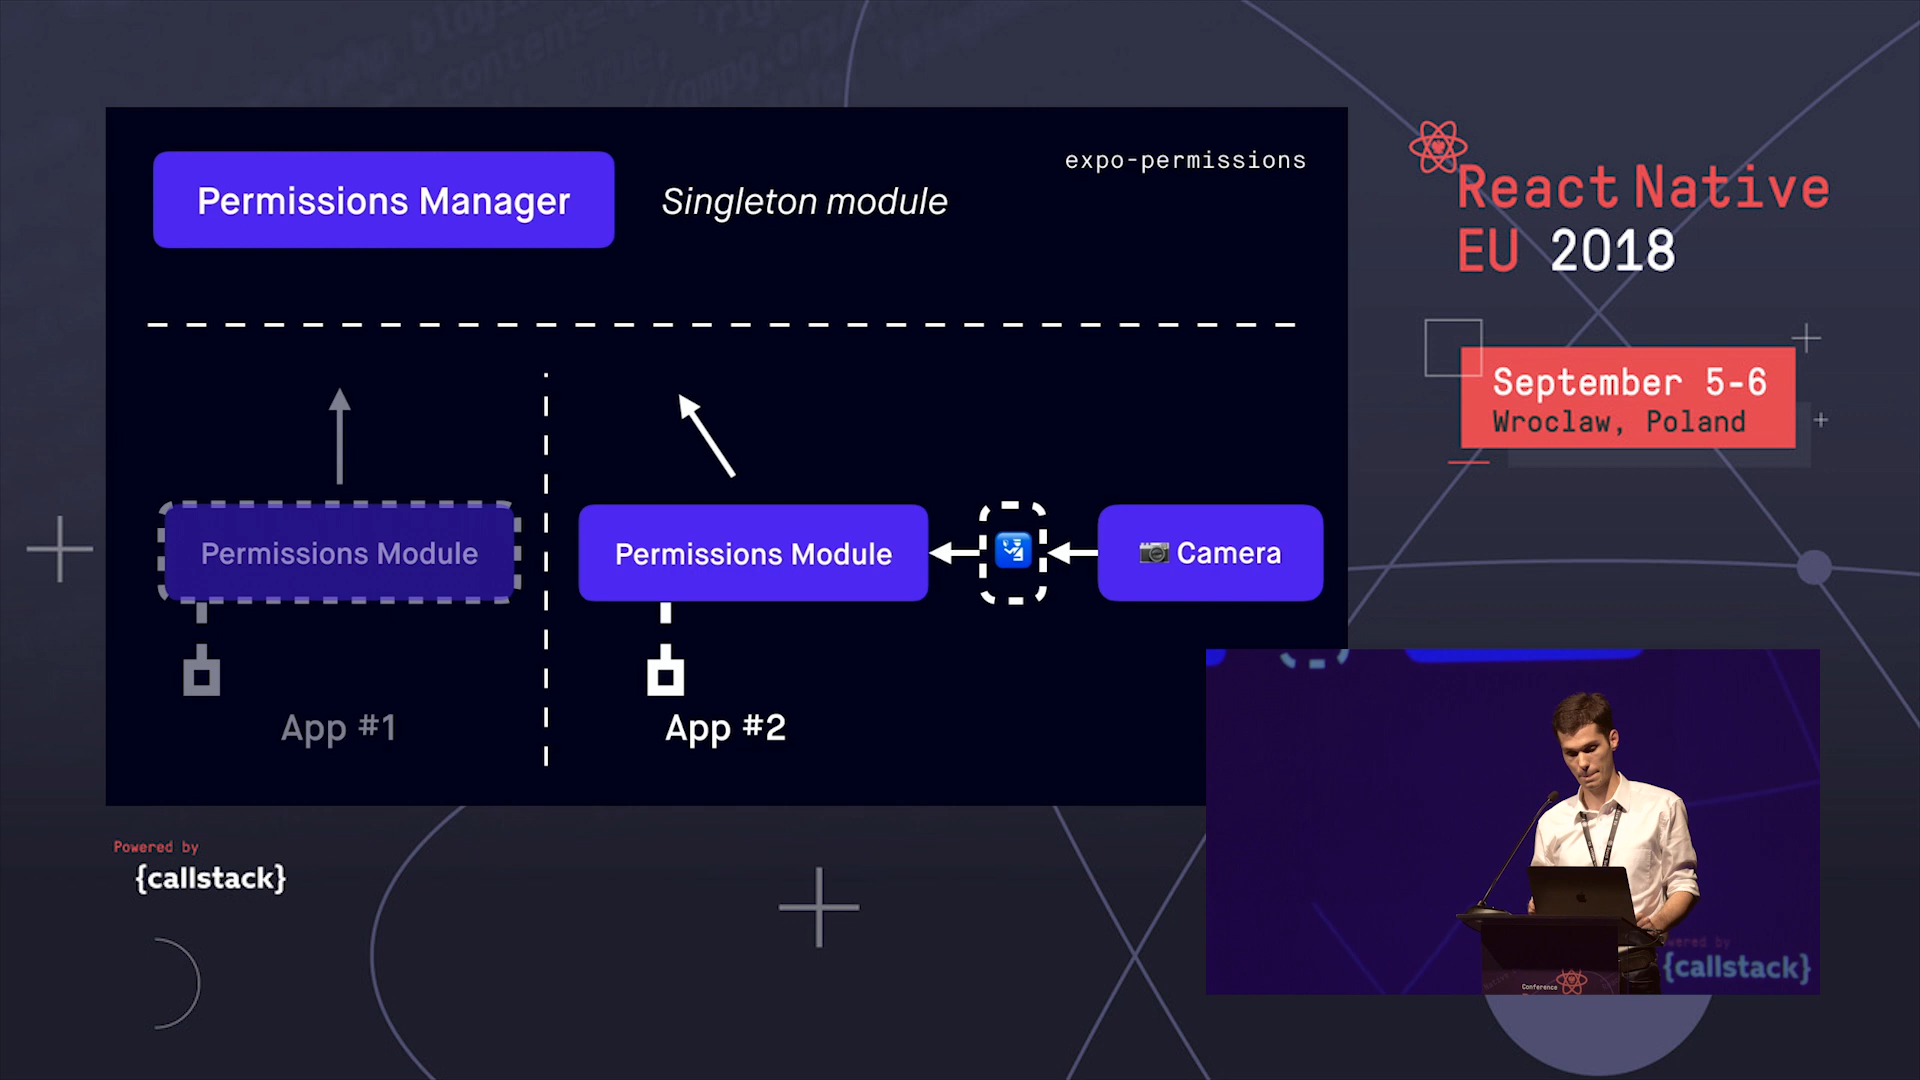 expo-permissions
Permissions Manager
Singleton module
Permissions Module
Permissions Module
Camera
App #1
App #2
React Native
EU 2018
September 5-6
Wroclaw, Poland
Powered by
{callstack}
{callstack}
Conference